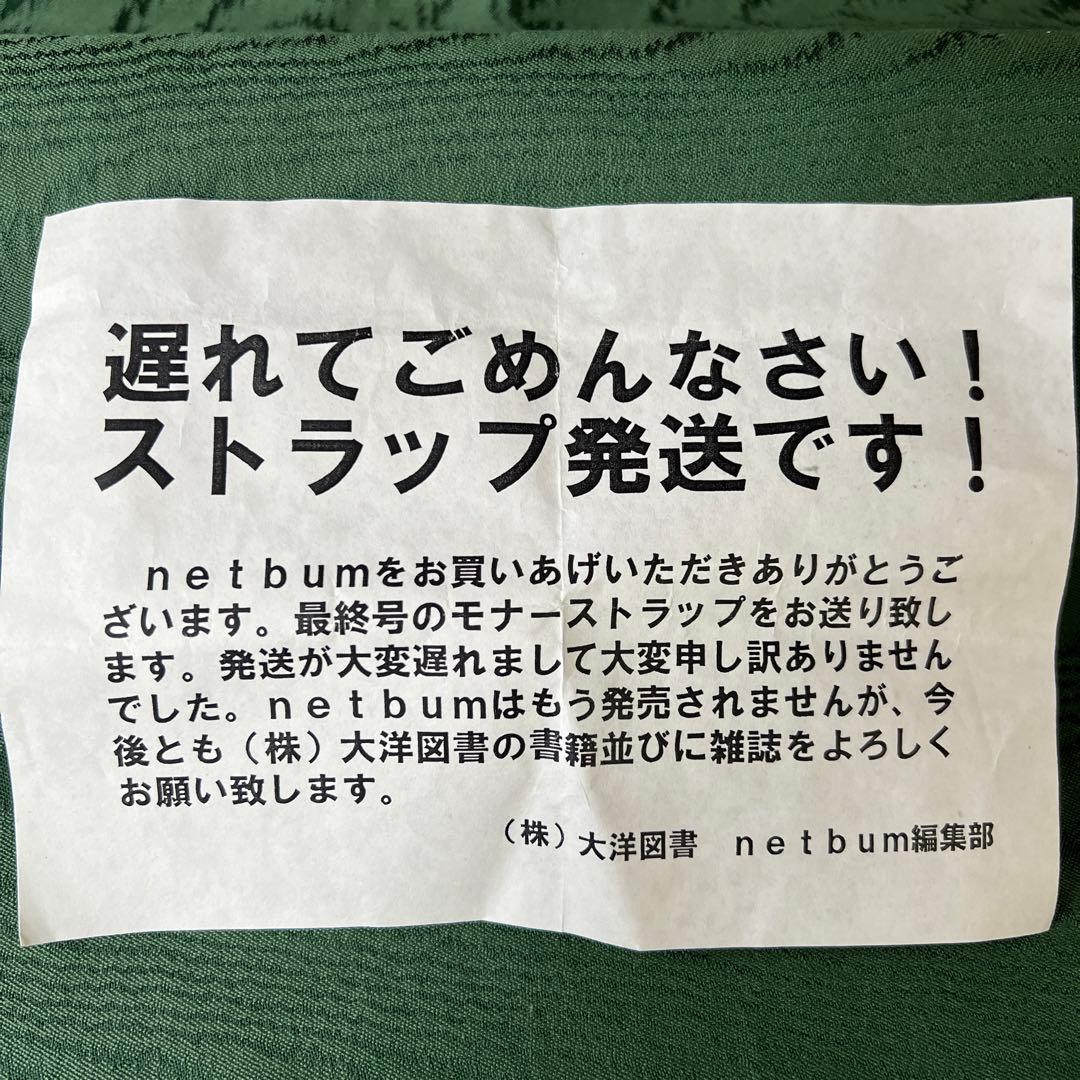 遅れてごめんなさい！
ストラップ発送です！
ｎｅｔｂｕｍをお買いあげいただきありがとうご
ざいます。最終号のモナーストラップをお送り致し
ます。発送が大変遅れまして大変申し訳ありません
でした。ｎｅｔｂｕｍはもう発売されませんが、今
後とも（株）大洋図書の書籍並びに雑誌をよろしく
お願い致します。
（株）大洋図書　ｎｅｔｂｕｍ編集部